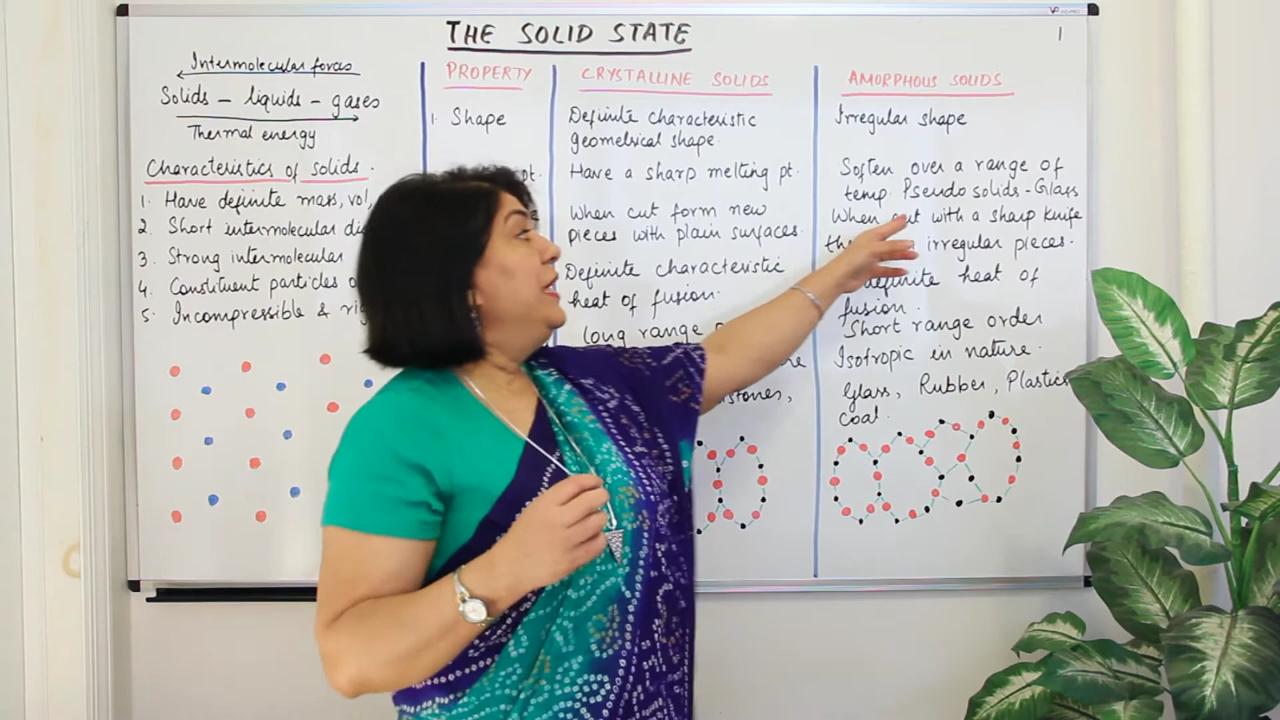 THE SOLID STATE
1
Intermolecular forces
Solids – liquids – gases
Thermal energy
Characteristics of solids.
1. Have definite mass, vol,
2. Short intermolecular
3. Strong intermolecular
4. Constituent particles
5. Incompressible &
PROPERTY
1. Shape
pt.
CRYSTALLINE SOLIDS
Definite characteristic
geometrical shape.
Have a sharp melting pt.
When cut form new
pieces with plain surfaces.
Definite characteristic
heat of fusion.
long range
AMORPHOUS SOLIDS
Irregular shape
Soften over a range of
temp. Pseudo solids - Glass
When cut with a sharp knife
irregular pieces.
heat of
fusion.
Short range order
Isotropic in nature.
Glass, Rubber, Plastics
coal.